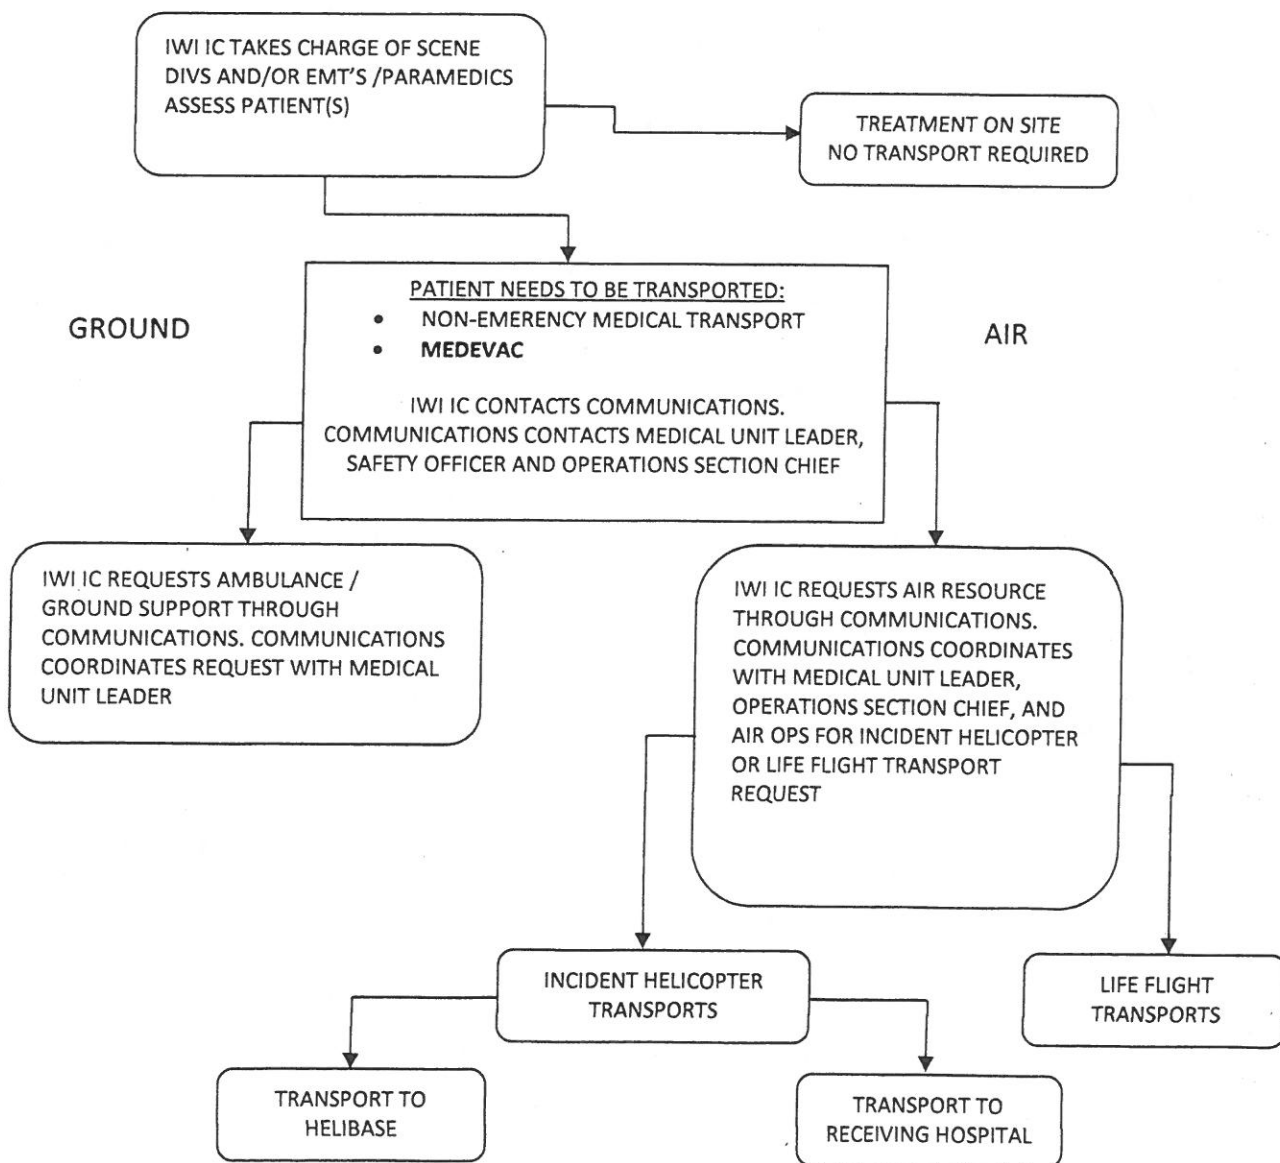 IWI IC TAKES CHARGE OF SCENE
DIVS AND/OR EMT'S /PARAMEDICS
ASSESS PATIENT(S)
TREATMENT ON SITE
NO TRANSPORT REQUIRED
GROUND
PATIENT NEEDS TO BE TRANSPORTED:
• NON-EMERENCY MEDICAL TRANSPORT
• MEDEVAC
IWI IC CONTACTS COMMUNICATIONS.
COMMUNICATIONS CONTACTS MEDICAL UNIT LEADER,
SAFETY OFFICER AND OPERATIONS SECTION CHIEF
AIR
IWI IC REQUESTS AMBULANCE /
GROUND SUPPORT THROUGH
COMMUNICATIONS. COMMUNICATIONS
COORDINATES REQUEST WITH MEDICAL
UNIT LEADER
IWI IC REQUESTS AIR RESOURCE
THROUGH COMMUNICATIONS.
COMMUNICATIONS COORDINATES
WITH MEDICAL UNIT LEADER,
OPERATIONS SECTION CHIEF, AND
AIR OPS FOR INCIDENT HELICOPTER
OR LIFE FLIGHT TRANSPORT
REQUEST
INCIDENT HELICOPTER
TRANSPORTS
LIFE FLIGHT
TRANSPORTS
TRANSPORT TO
HELIBASE
TRANSPORT TO
RECEIVING HOSPITAL